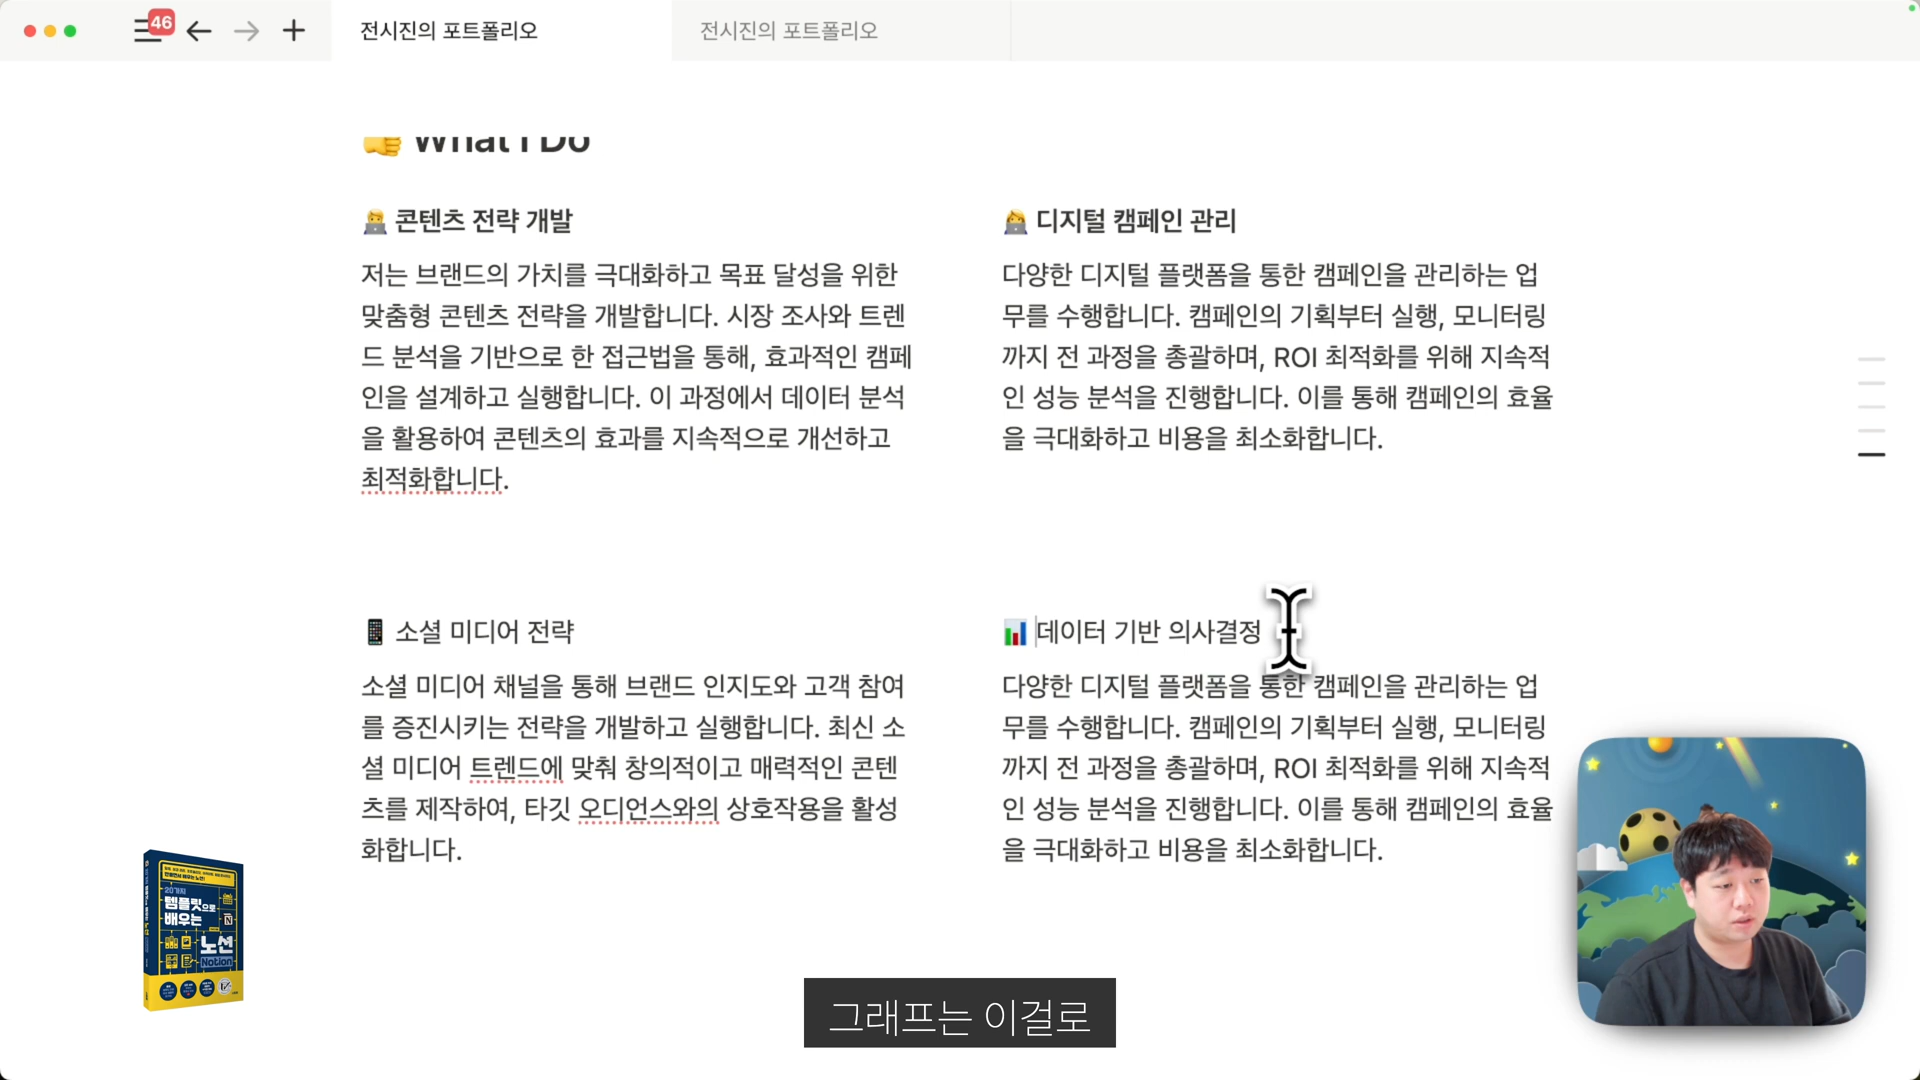 46
전시진의 포트폴리오
전시진의 포트폴리오
What I Do
콘텐츠 전략 개발
저는 브랜드의 가치를 극대화하고 목표 달성을 위한
맞춤형 콘텐츠 전략을 개발합니다. 시장 조사와 트렌
드 분석을 기반으로 한 접근법을 통해, 효과적인 캠페
인을 설계하고 실행합니다. 이 과정에서 데이터 분석
을 활용하여 콘텐츠의 효과를 지속적으로 개선하고
최적화합니다.
디지털 캠페인 관리
다양한 디지털 플랫폼을 통한 캠페인을 관리하는 업
무를 수행합니다. 캠페인의 기획부터 실행, 모니터링
까지 전 과정을 총괄하며, ROI 최적화를 위해 지속적
인 성능 분석을 진행합니다. 이를 통해 캠페인의 효율
을 극대화하고 비용을 최소화합니다.
소셜 미디어 전략
소셜 미디어 채널을 통해 브랜드 인지도와 고객 참여
를 증진시키는 전략을 개발하고 실행합니다. 최신 소
셜 미디어 트렌드에 맞춰 창의적이고 매력적인 콘텐
츠를 제작하여, 타깃 오디언스와의 상호작용을 활성
화합니다.
데이터 기반 의사결정
다양한 디지털 플랫폼을 통한 캠페인을 관리하는 업
무를 수행합니다. 캠페인의 기획부터 실행, 모니터링
까지 전 과정을 총괄하며, ROI 최적화를 위해 지속적
인 성능 분석을 진행합니다. 이를 통해 캠페인의 효율
을 극대화하고 비용을 최소화합니다.
20가지
템플릿으로
배우는
노션
Notion
그래프는 이걸로